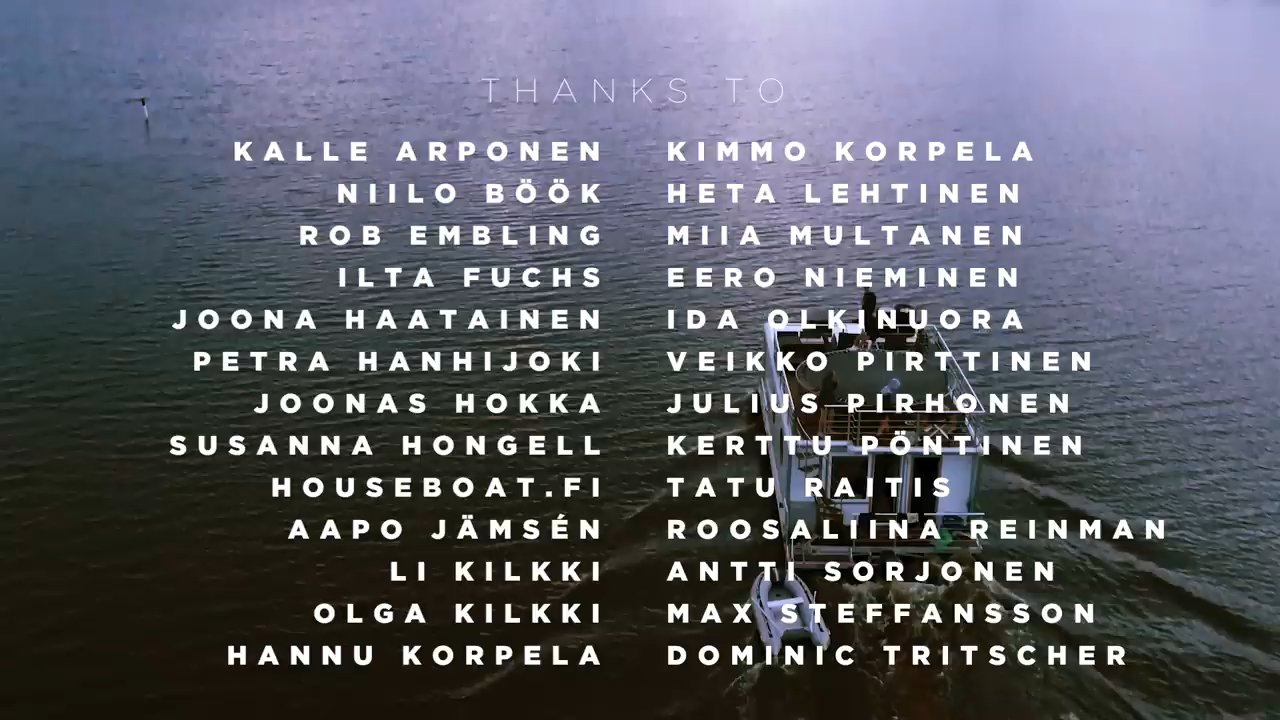 THANKS TO
KALLE ARPONEN
NIILO BÖÖK
ROB EMBLING
ILTA FUCHS
JOONA HAATAINEN
PETRA HANHIJOKI
JOONAS HOKKA
SUSANNA HONGELL
HOUSEBOAT.FI
AAPO JÄMSÉN
LI KILKKI
OLGA KILKKI
HANNU KORPELA
KIMMO KORPELA
HETA LEHTINEN
MIIA MULTANEN
EERO NIEMINEN
IDA OLKINUORA
VEIKKO PIRTTINEN
JULIUS PIRHONEN
KERTTU PÖNTINEN
TATU RAITIS
ROOSALIINA REINMAN
ANTTI SORJONEN
MAX STEFFANSSON
DOMINIC TRITSCHER